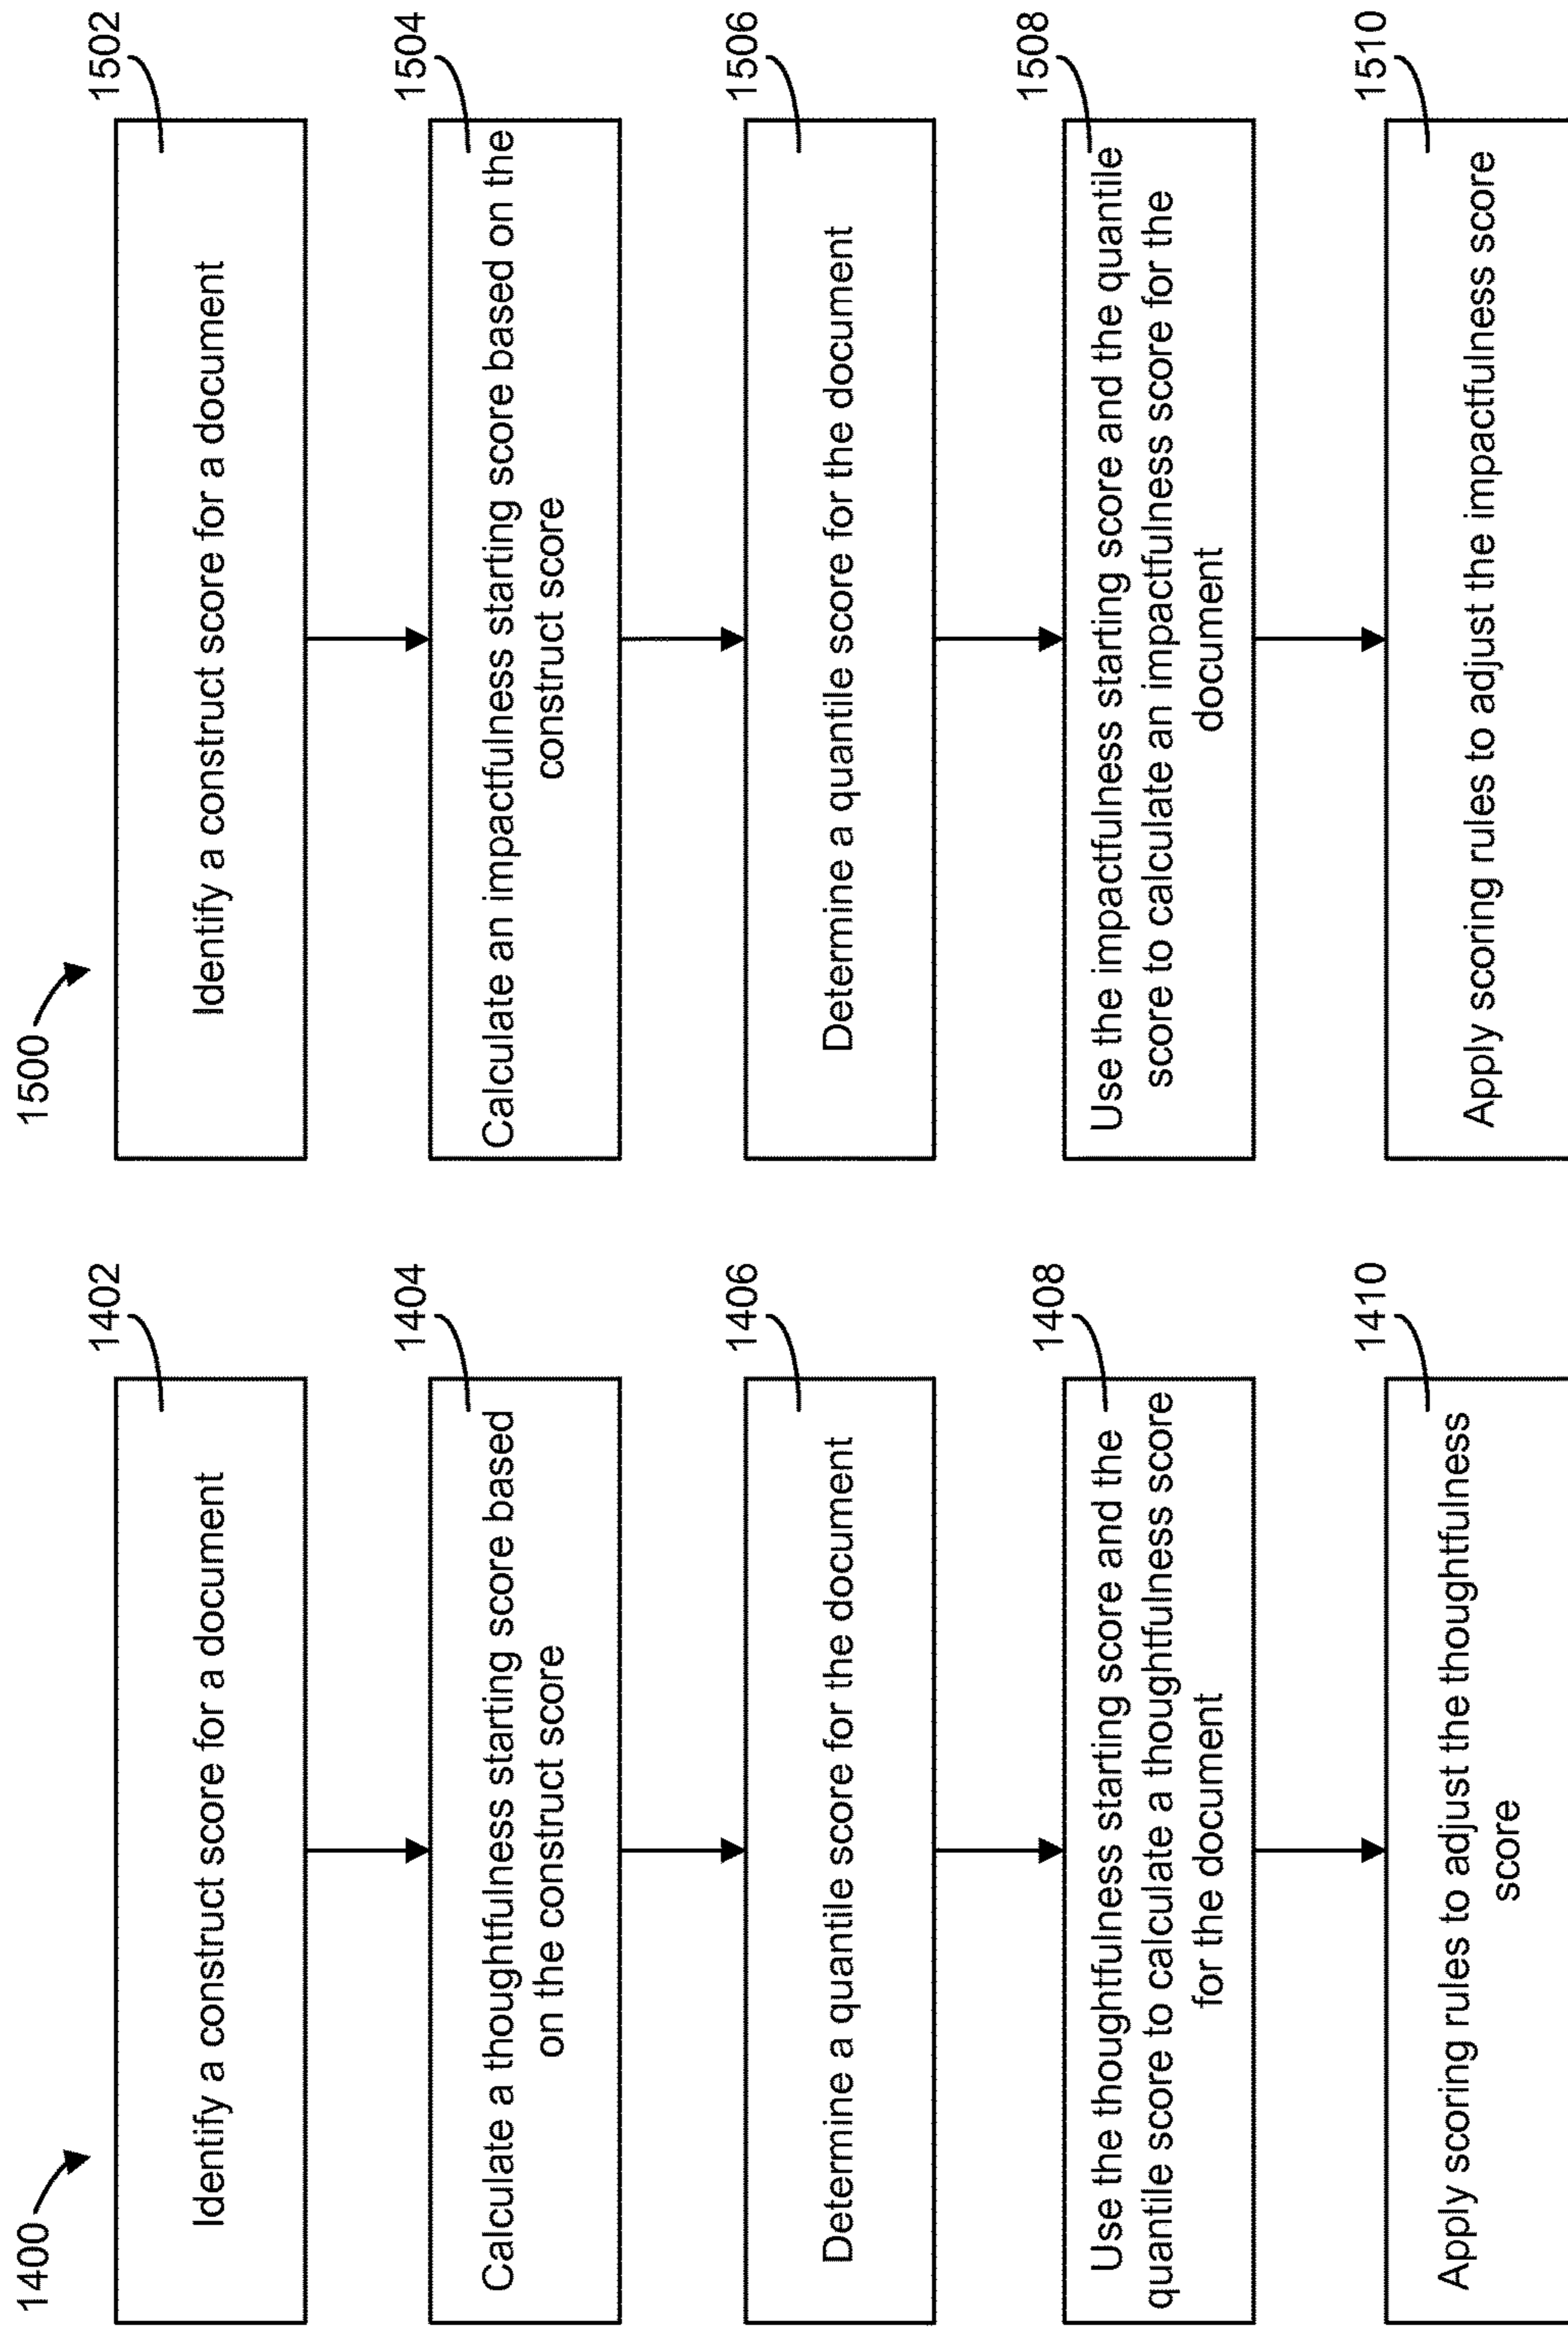 1400
1402
Identify a construct score for a document
1404
Calculate a thoughtfulness starting score based
on the construct score
1406
Determine a quantile score for the document
1408
Use the thoughtfulness starting score and the
quantile score to calculate a thoughtfulness score
for the document
1410
Apply scoring rules to adjust the thoughtfulness
score
1500
1502
Identify a construct score for a document
1504
Calculate an impactfulness starting score based on the
construct score
1506
Determine a quantile score for the document
1508
Use the impactfulness starting score and the quantile
score to calculate an impactfulness score for the
document
1510
Apply scoring rules to adjust the impactfulness score